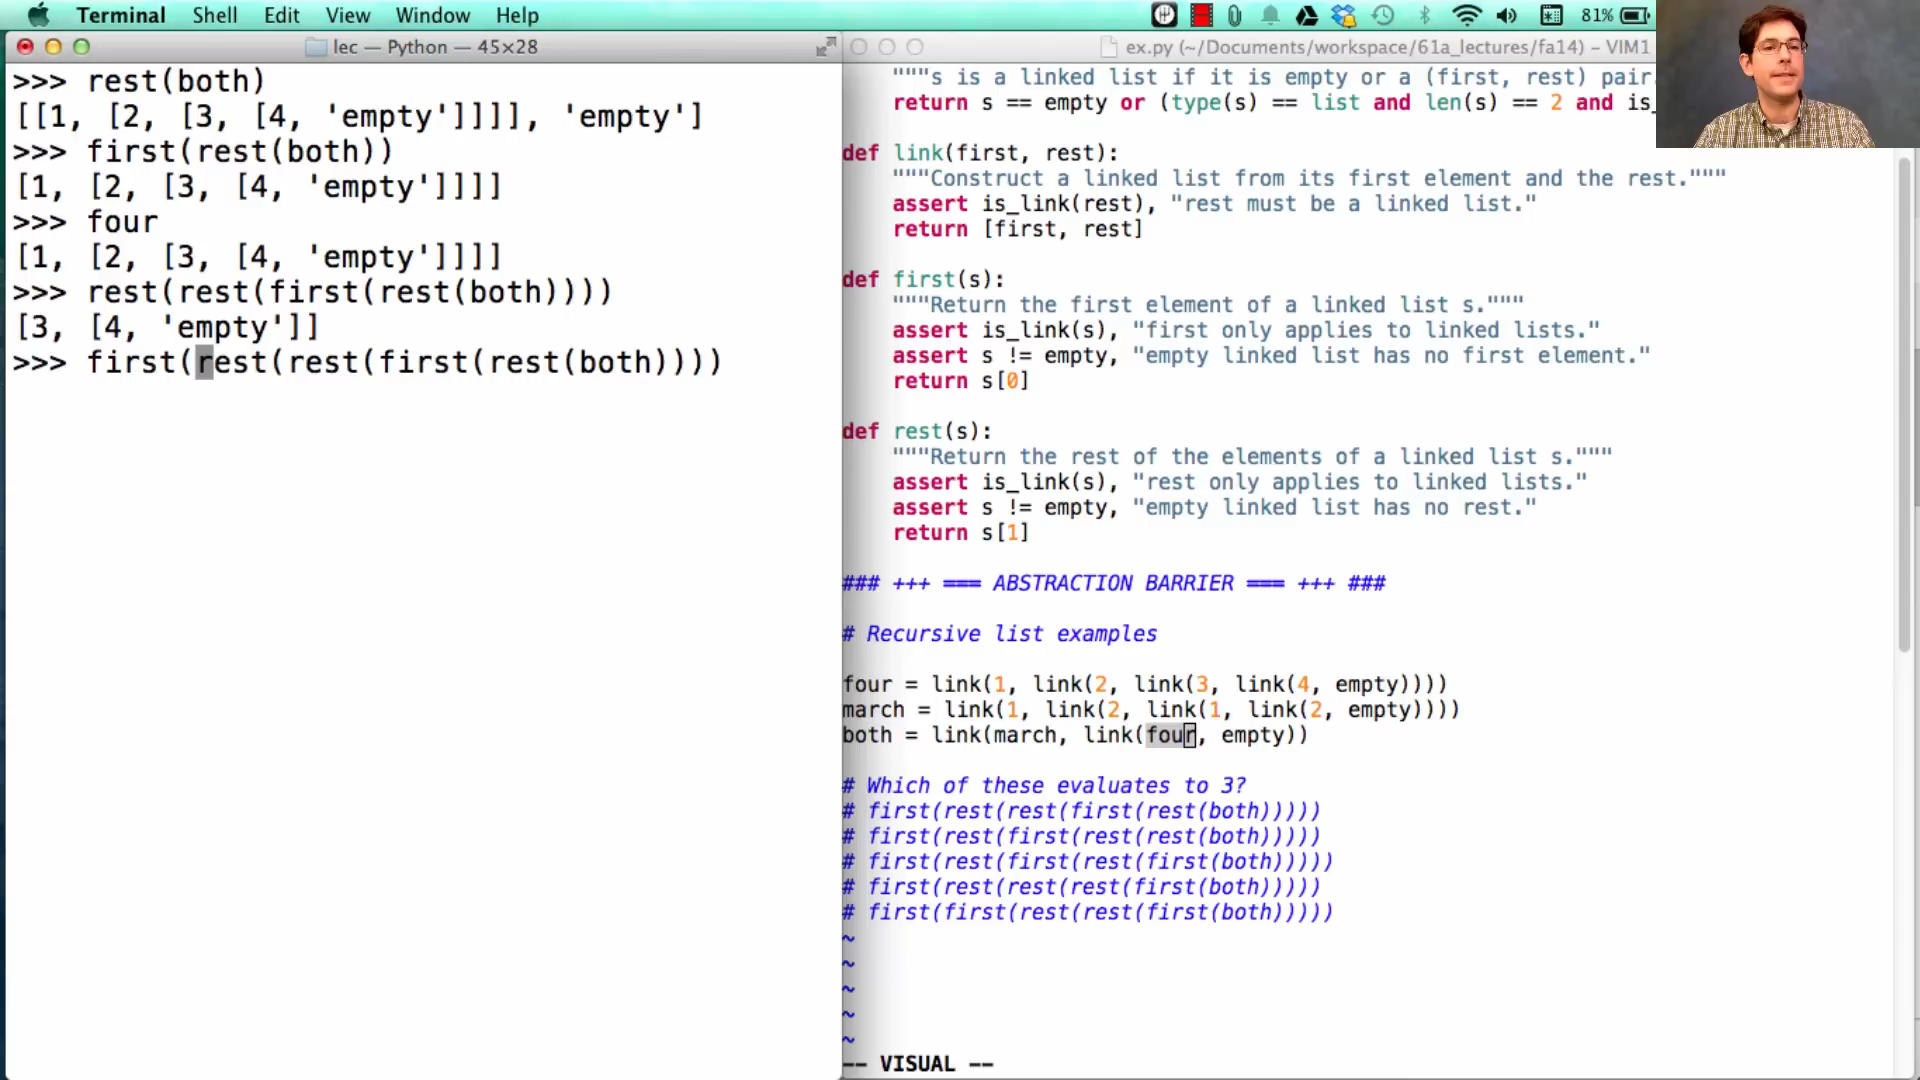 Terminal Shell Edit View Window Help 81%
lec — Python — 45×28
>>> rest(both)
[[1, [2, [3, [4, 'empty']]]], 'empty']
>>> first(rest(both))
[1, [2, [3, [4, 'empty']]]]
>>> four
[1, [2, [3, [4, 'empty']]]]
>>> rest(rest(first(rest(both))))
[3, [4, 'empty']]
>>> first(rest(rest(first(rest(both))))
ex.py (~/Documents/workspace/61a_lectures/fa14) – VIM1
"""s is a linked list if it is empty or a (first, rest) pair.
return s == empty or (type(s) == list and len(s) == 2 and is_
def link(first, rest):
"""Construct a linked list from its first element and the rest."""
assert is_link(rest), "rest must be a linked list."
return [first, rest]
def first(s):
"""Return the first element of a linked list s."""
assert is_link(s), "first only applies to linked lists."
assert s != empty, "empty linked list has no first element."
return s[0]
def rest(s):
"""Return the rest of the elements of a linked list s."""
assert is_link(s), "rest only applies to linked lists."
assert s != empty, "empty linked list has no rest."
return s[1]
### +++ === ABSTRACTION BARRIER === +++ ###
# Recursive list examples
four = link(1, link(2, link(3, link(4, empty))))
march = link(1, link(2, link(1, link(2, empty))))
both = link(march, link(four, empty))
# Which of these evaluates to 3?
# first(rest(rest(first(rest(both)))))
# first(rest(first(rest(rest(both)))))
# first(rest(first(rest(first(both)))))
# first(rest(rest(rest(first(both)))))
# first(first(rest(rest(first(both)))))
~
~
~
~
~
-- VISUAL --